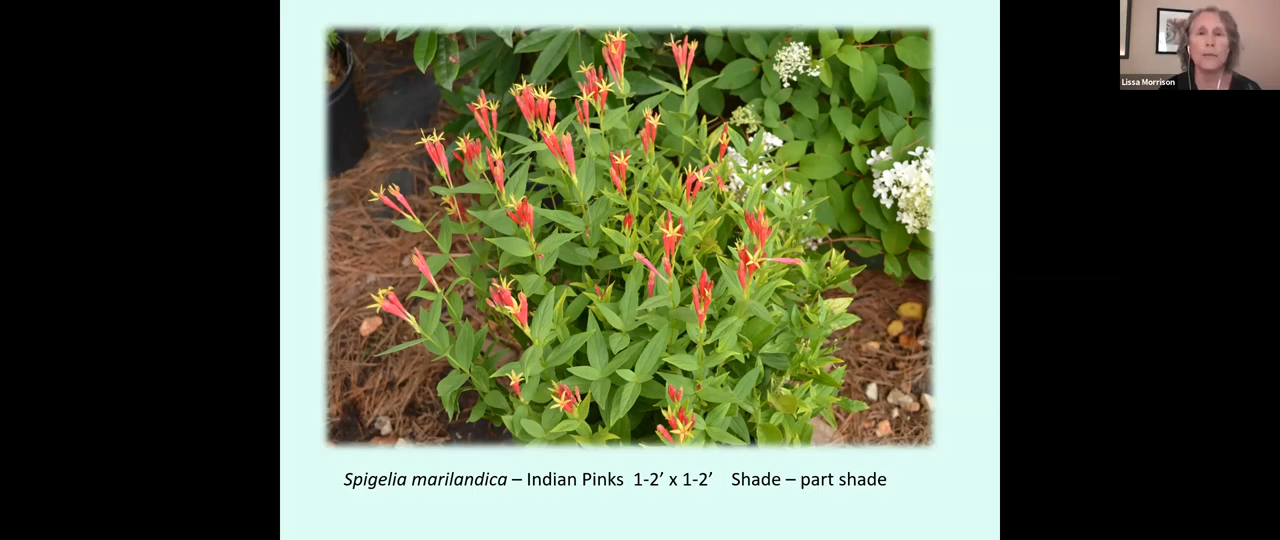 Lissa Morrison
Spigelia marilandica – Indian Pinks 1-2’ x 1-2’ Shade – part shade